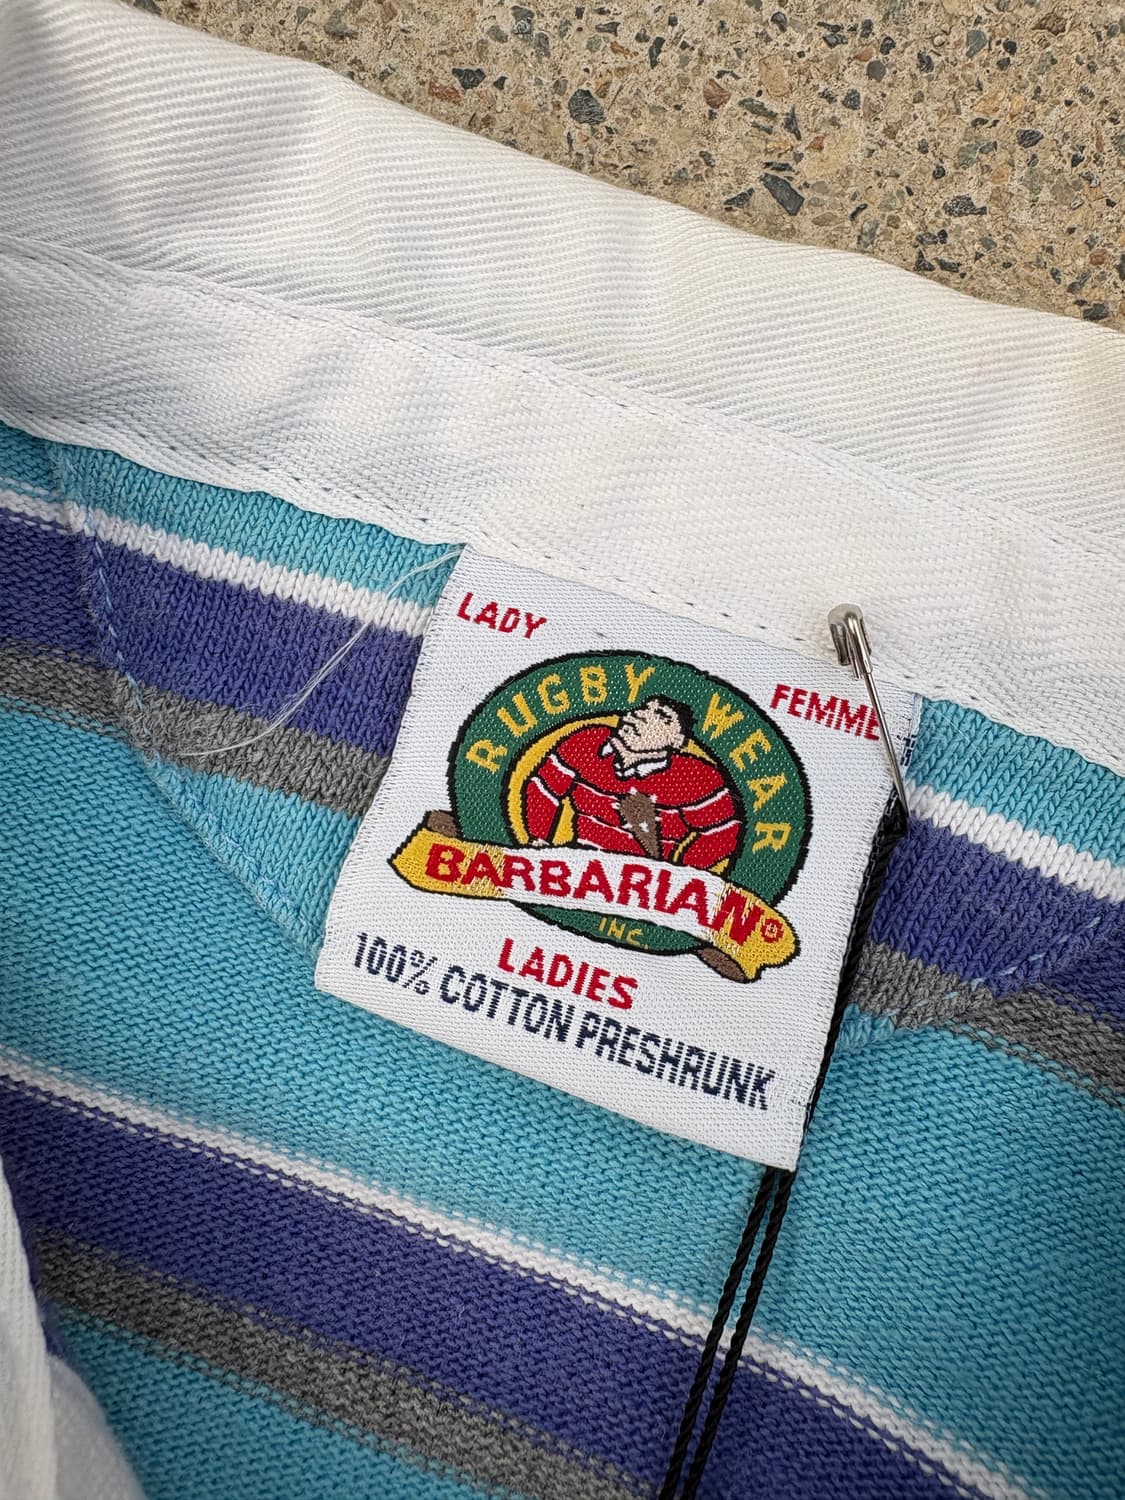 LADY
FEMME
RUGBY WEAR
BARBARIAN®
INC.
LADIES
100% COTTON PRESHRUNK